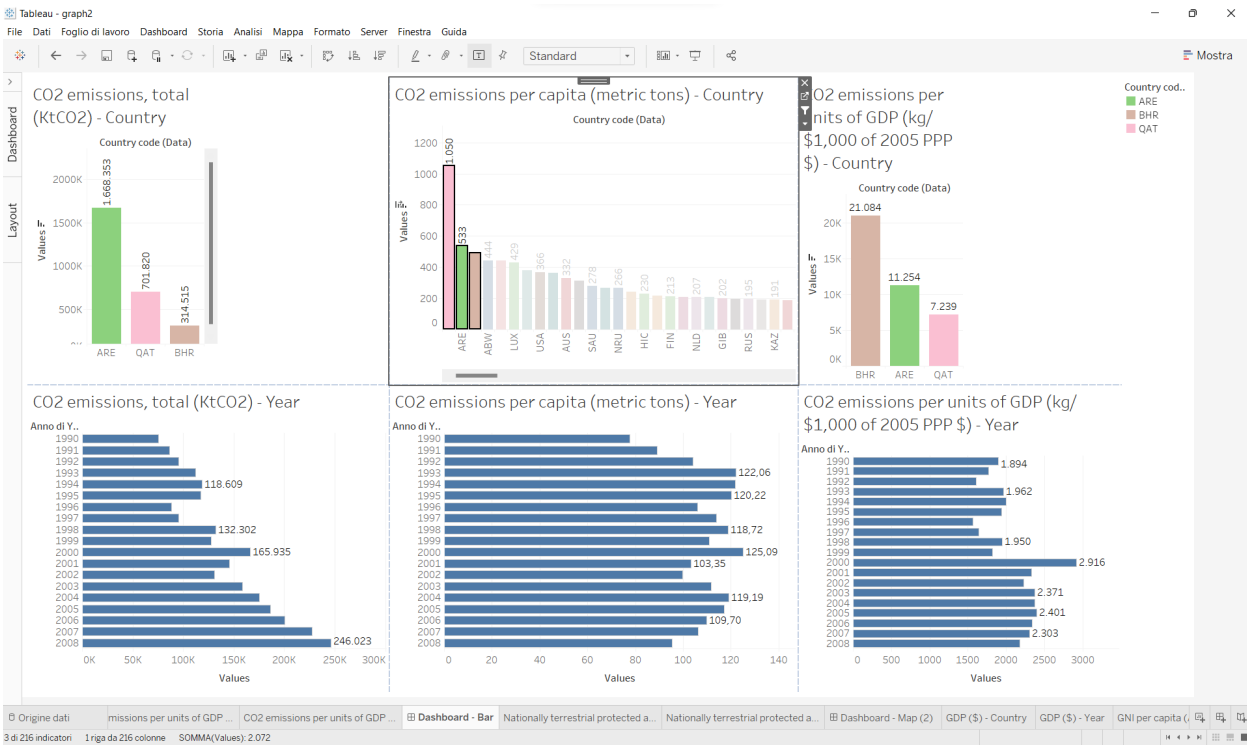 Tableau - graph2
File Dati Foglio di lavoro Dashboard Storia Analisi Mappa Formato Server Finestra Guida
Standard
Mostra
Dashboard
Layout
CO2 emissions, total
(KtCO2) - Country
Country code (Data)
Values
2000K
1500K
1000K
500K
1.668.353
701.820
314.515
ARE QAT BHR
CO2 emissions per capita (metric tons) - Country
Country code (Data)
Values
1200
1000
800
600
400
200
0
1.050
533
444
429
366
332
278
266
230
213
207
202
195
191
ARE ABW LUX USA AUS SAU NRU HIC FIN NLD GIB RUS KAZ
O2 emissions per
nits of GDP (kg/
$1,000 of 2005 PPP
$) - Country
Country code (Data)
Values
20K
15K
10K
5K
0K
21.084
11.254
7.239
BHR ARE QAT
Country cod..
ARE
BHR
QAT
CO2 emissions, total (KtCO2) - Year
Anno di Y..
1990
1991
1992
1993
1994 118.609
1995
1996
1997
1998 132.302
1999
2000 165.935
2001
2002
2003
2004
2005
2006
2007
2008 246.023
0K 50K 100K 150K 200K 250K 300K
Values
CO2 emissions per capita (metric tons) - Year
Anno di Y..
1990
1991
1992
1993 122,06
1994
1995 120,22
1996
1997
1998 118,72
1999
2000 125,09
2001 103,35
2002
2003
2004 119,19
2005
2006 109,70
2007
2008
0 20 40 60 80 100 120 140
Values
CO2 emissions per units of GDP (kg/
$1,000 of 2005 PPP $) - Year
Anno di Y..
1990 1.894
1991
1992
1993 1.962
1994
1995
1996
1997
1998 1.950
1999
2000 2.916
2001
2002
2003 2.371
2004
2005 2.401
2006
2007 2.303
2008
0 500 1000 1500 2000 2500 3000
Values
Origine dati missions per units of GDP ... CO2 emissions per units of GDP ... Dashboard - Bar Nationally terrestrial protected a... Nationally terrestrial protected a... Dashboard - Map (2) GDP ($) - Country GDP ($) - Year GNI per capita (
3 di 216 indicatori 1 riga da 216 colonne SOMMA(Values): 2.072